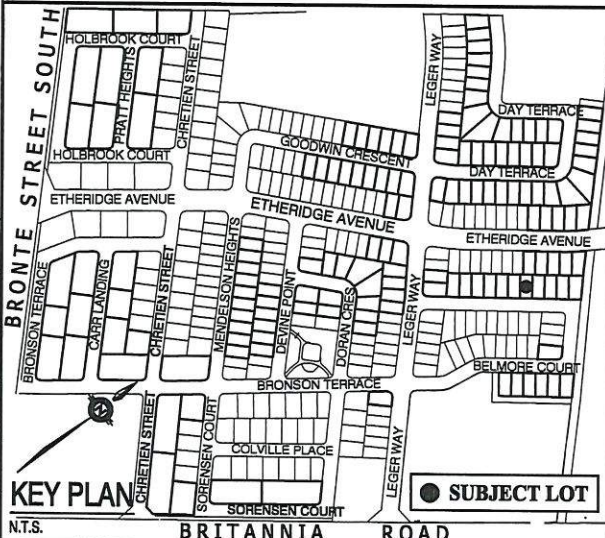 HOLBROOK COURT
BRONTE STREET SOUTH
PRATT HEIGHTS
CHRETIEN STREET
LEGER WAY
DAY TERRACE
GOODWIN CRESCENT
HOLBROOK COURT
DAY TERRACE
ETHERIDGE AVENUE
ETHERIDGE AVENUE
ETHERIDGE AVENUE
BRONSON TERRACE
CARR LANDING
CHRETIEN STREET
MENDELSON HEIGHTS
DEVINE POINT
DORAN CRES
LEGER WAY
BELMORE COURT
BRONSON TERRACE
N
CHRETIEN STREET
SORENSEN COURT
COLVILLE PLACE
LEGER WAY
KEY PLAN
SUBJECT LOT
SORENSEN COURT
N.T.S.
BRITANNIA ROAD